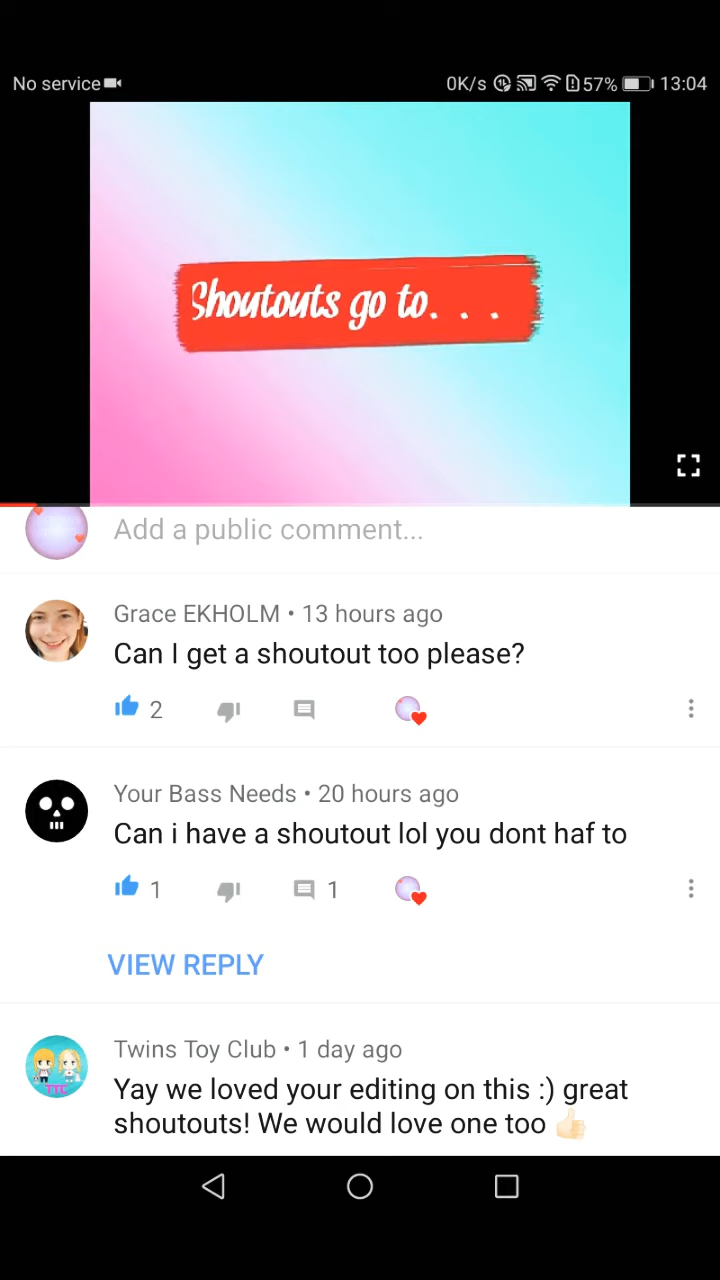 No service 0K/s 57% 13:04
Shoutouts go to. . .
Add a public comment...
Grace EKHOLM • 13 hours ago
Can I get a shoutout too please?
2
Your Bass Needs • 20 hours ago
Can i have a shoutout lol you dont haf to
1 1
VIEW REPLY
Twins Toy Club • 1 day ago
TTC
Yay we loved your editing on this :) great
shoutouts! We would love one too 👍🏻